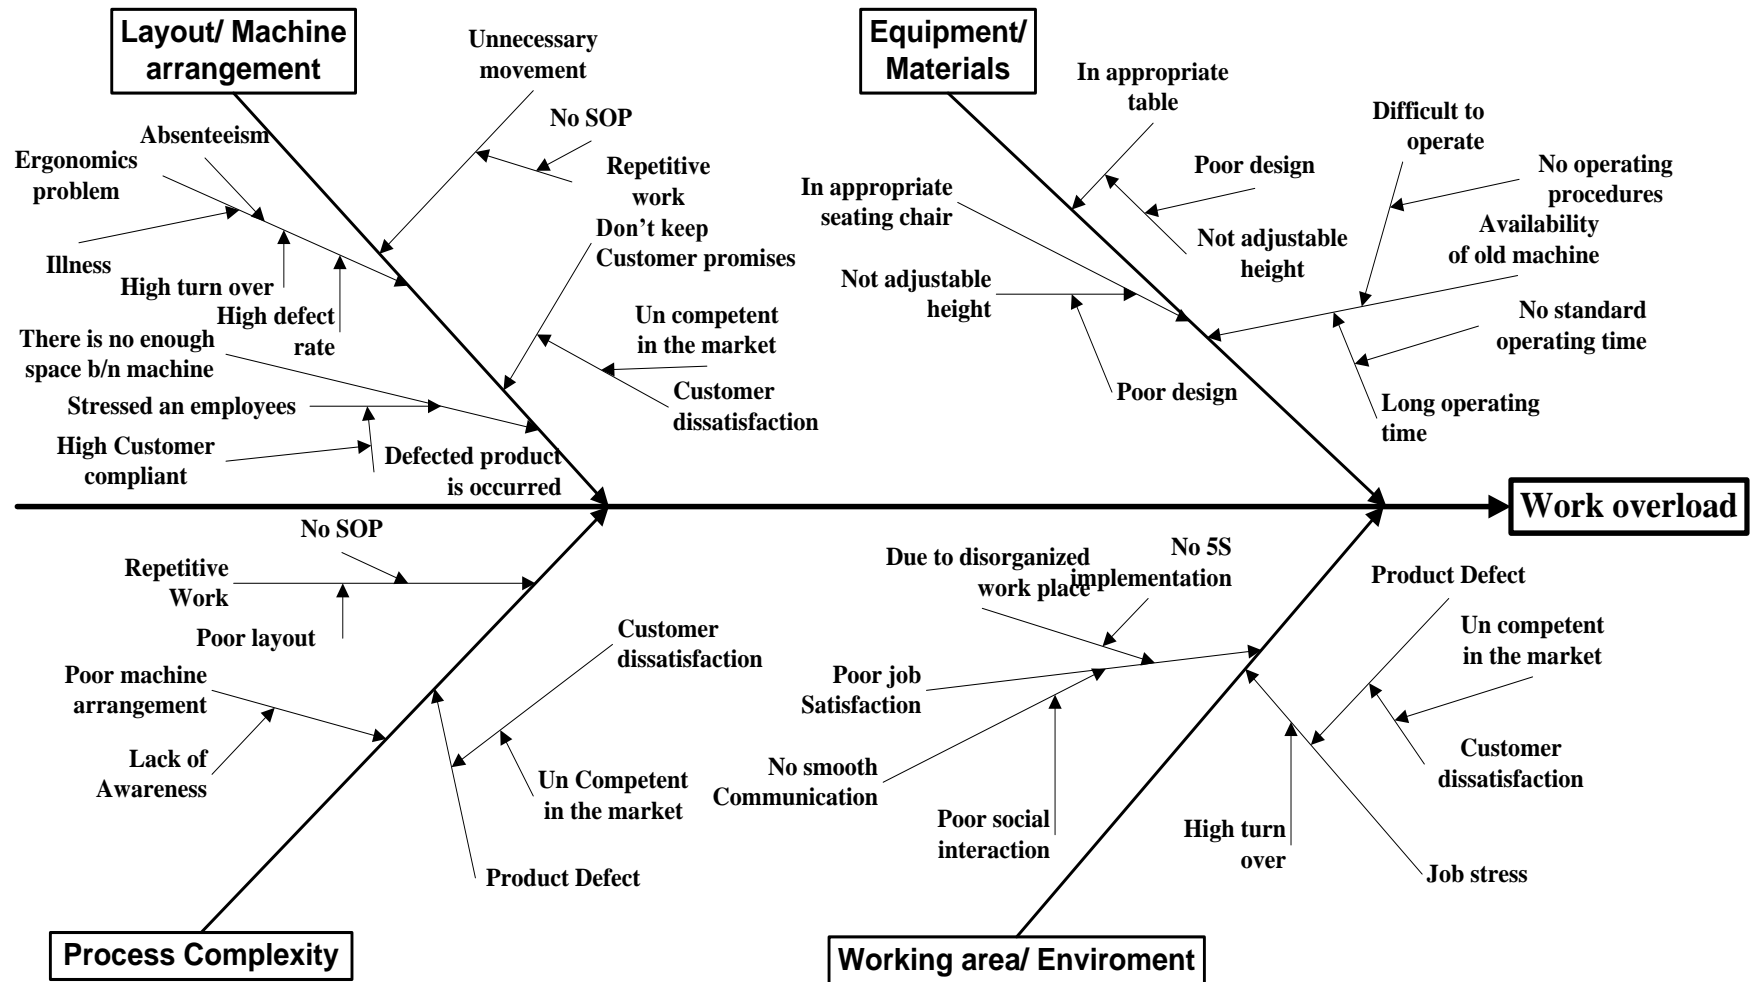 Layout/ Machine
arrangement
Unnecessary
movement
No SOP
Absenteeism
Ergonomics
problem
Repetitive
work
Illness
Don't keep
Customer promises
High turn over
High defect
rate
There is no enough
space b/n machine
Un competent
in the market
Stressed an employees
Customer
dissatisfaction
High Customer
compliant
Defected product
is occurred
Equipment/
Materials
In appropriate
table
Difficult to
operate
Poor design
No operating
procedures
In appropriate
seating chair
Availability
of old machine
Not adjustable
height
Not adjustable
height
No standard
operating time
Poor design
Long operating
time
Work overload
No SOP
Repetitive
Work
Poor layout
Customer
dissatisfaction
Poor machine
arrangement
Lack of
Awareness
Un Competent
in the market
Product Defect
Process Complexity
Due to disorganized
work place
No 5S
implementation
Product Defect
Un competent
in the market
Poor job
Satisfaction
No smooth
Communication
Customer
dissatisfaction
Poor social
interaction
High turn
over
Job stress
Working area/ Enviroment